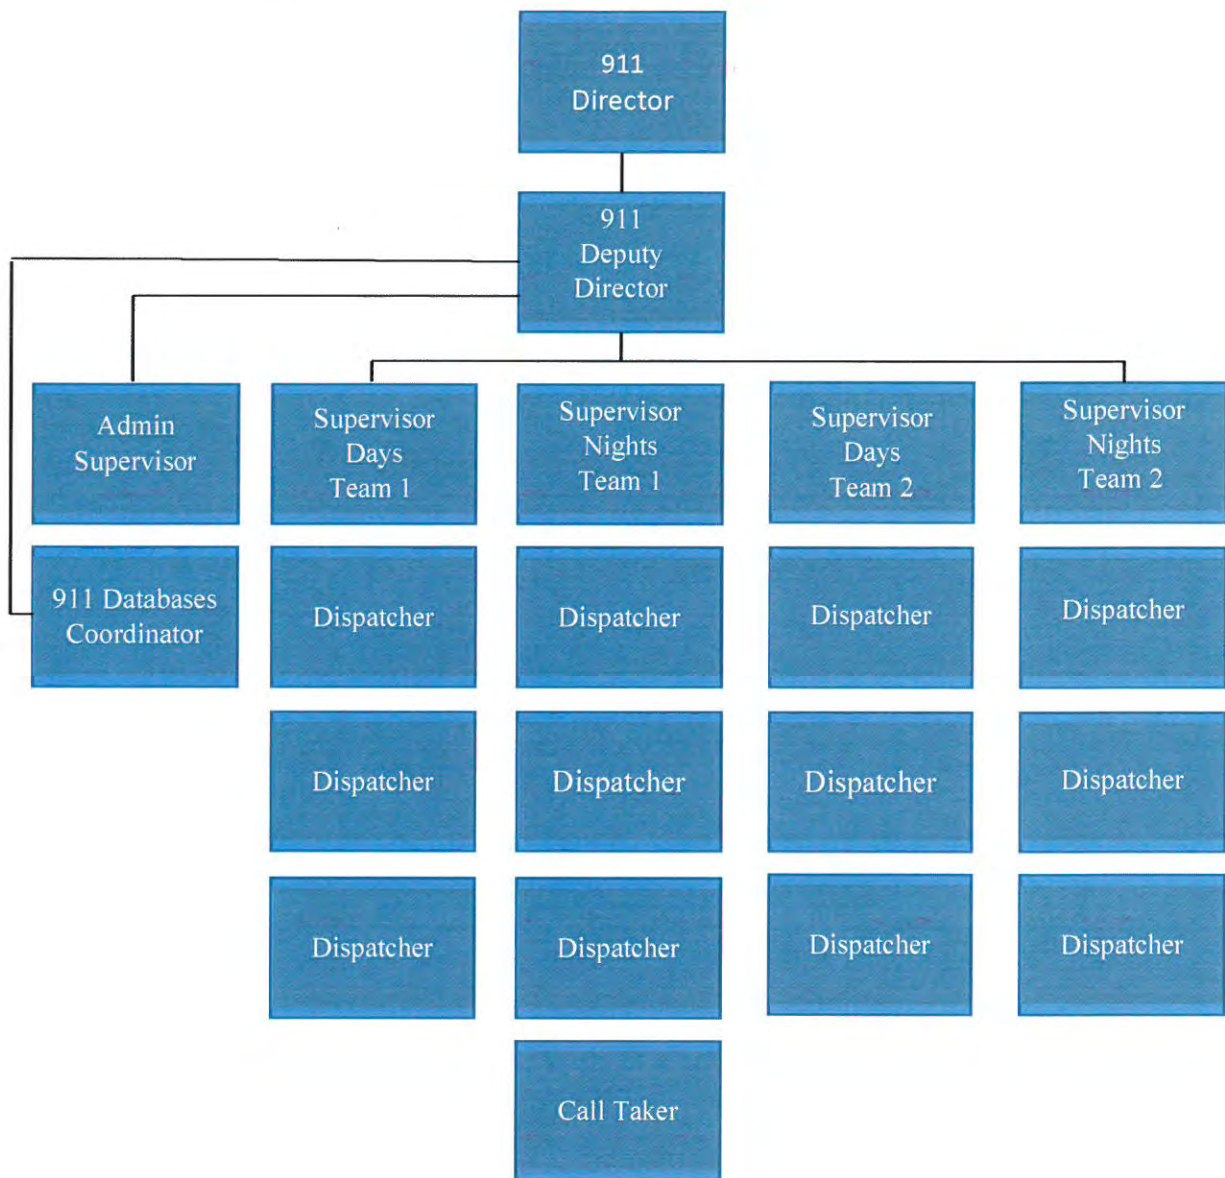 911
Director
911
Deputy
Director
Admin
Supervisor
Supervisor
Days
Team 1
Supervisor
Nights
Team 1
Supervisor
Days
Team 2
Supervisor
Nights
Team 2
911 Databases
Coordinator
Dispatcher
Dispatcher
Dispatcher
Dispatcher
Dispatcher
Dispatcher
Dispatcher
Dispatcher
Dispatcher
Dispatcher
Dispatcher
Dispatcher
Call Taker